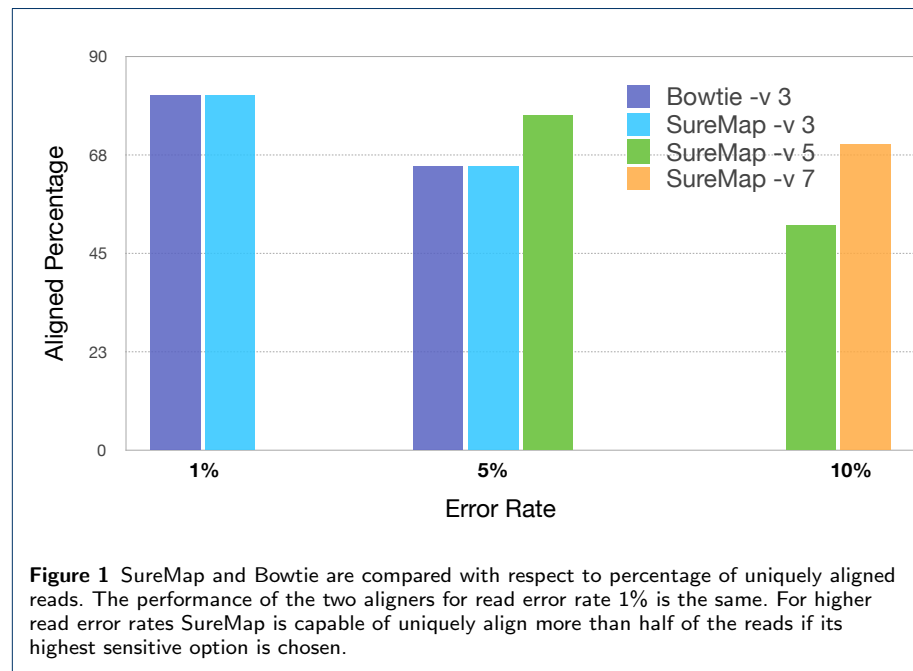 90
68
45
23
0
Aligned Percentage
Bowtie -v 3
SureMap -v 3
SureMap -v 5
SureMap -v 7
1%
5%
10%
Error Rate
Figure 1 SureMap and Bowtie are compared with respect to percentage of uniquely aligned
reads. The performance of the two aligners for read error rate 1% is the same. For higher
read error rates SureMap is capable of uniquely align more than half of the reads if its
highest sensitive option is chosen.